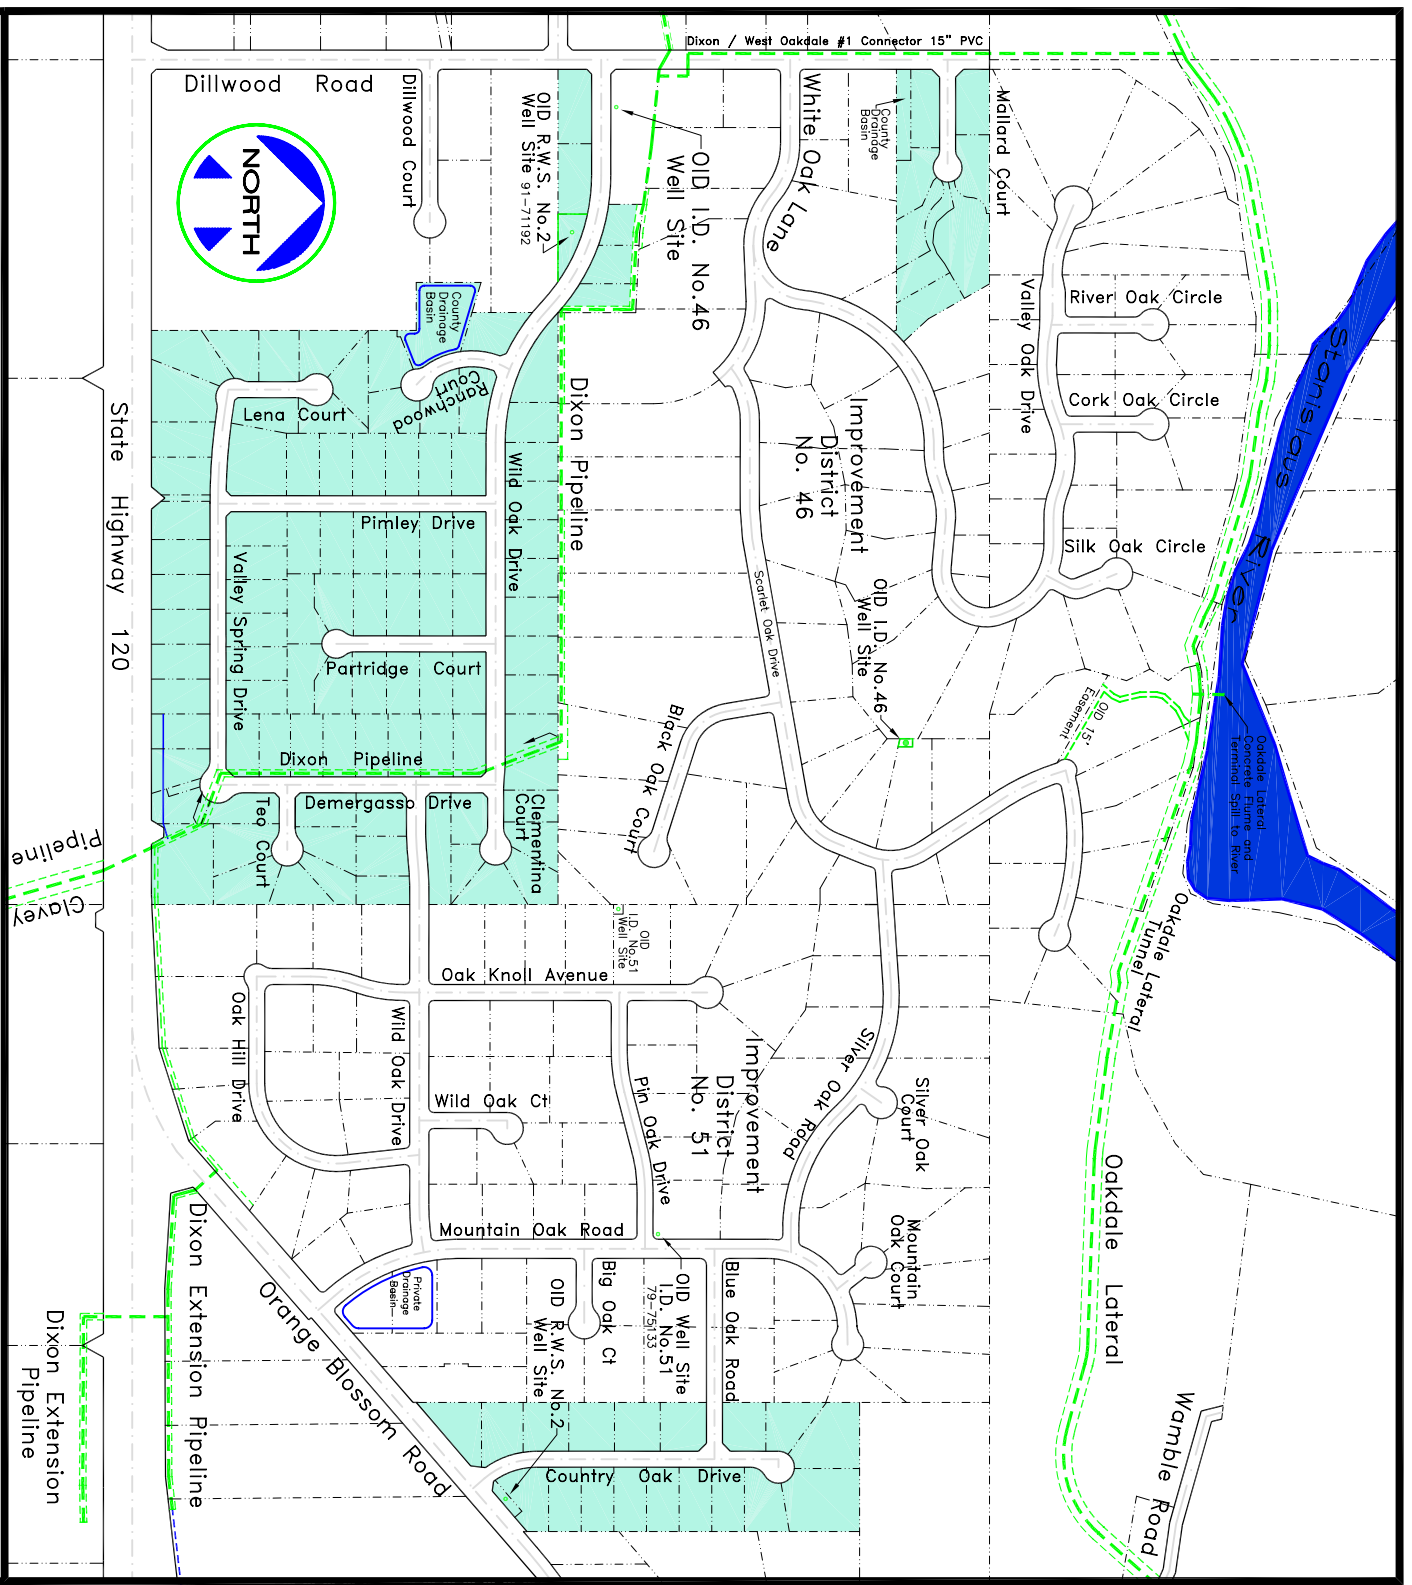 Dixon / West Oakdale #1 Connector 15" PVC
Dillwood Road
Dillwood Court
NORTH
OID R.W.S. No.2
Well Site 91-71192
OID I.D. No.46
Well Site
White Oak Lane
County
Drainage
Basin
Mallard Court
River Oak Circle
Valley Oak Drive
Cork Oak Circle
Silk Oak Circle
Stanislaus River
County
Drainage
Basin
Ranchwood
Court
Lena Court
State Highway 120
Pimley Drive
Wild Oak Drive
Dixon Pipeline
Improvement
District
No. 46
Valley Spring Drive
Partridge Court
Scarlet Oak Drive
OID I.D. No.46
Well Site
Black Oak Court
OID 15'
Easement
Oakdale Lateral
Concrete Flume and
Terminal Spill to River
Dixon Pipeline
Demergasso Drive
Teo Court
Clementina
Court
Pipeline
Clavey
OID
I.D. No.51
Well Site
Oakdale Lateral
Tunnel Lateral
Oak Knoll Avenue
Oak Hill Drive
Wild Oak Drive
Wild Oak Ct
Pin Oak Drive
Improvement
District
No. 51
Silver Oak Road
Silver Oak
Court
Oakdale Lateral
Mountain Oak Road
Mountain
Oak Court
Dixon Extension Pipeline
Orange Blossom Road
Private
Drainage
Basin
OID R.W.S. No.2
Well Site
Big Oak Ct
OID Well Site
I.D. No.51
79-75133
Blue Oak Road
Dixon Extension
Pipeline
Country Oak Drive
Wamble Road